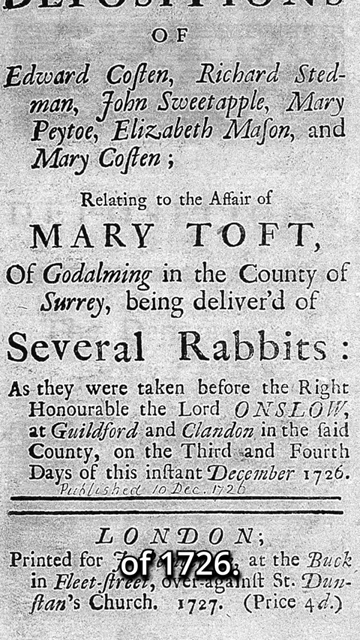 DEPOSITIONS
OF
Edward Coſten, Richard Sted-
man, John Sweetapple, Mary
Peytoe, Elizabeth Maſon, and
Mary Coſten;
Relating to the Affair of
MARY TOFT,
Of Godalming in the County of
Surrey, being deliver'd of
Several Rabbits:
As they were taken before the Right
Honourable the Lord ONSLOW,
at Guildford and Clandon in the ſaid
County, on the Third and Fourth
Days of this inſtant December 1726.
Published 10 Dec. 1726
LONDON;
Printed for at the Buck
of 1726.
in Fleet-ſtreet, over-againſt St. Dun-
ſtan's Church. 1727. (Price 4d.)